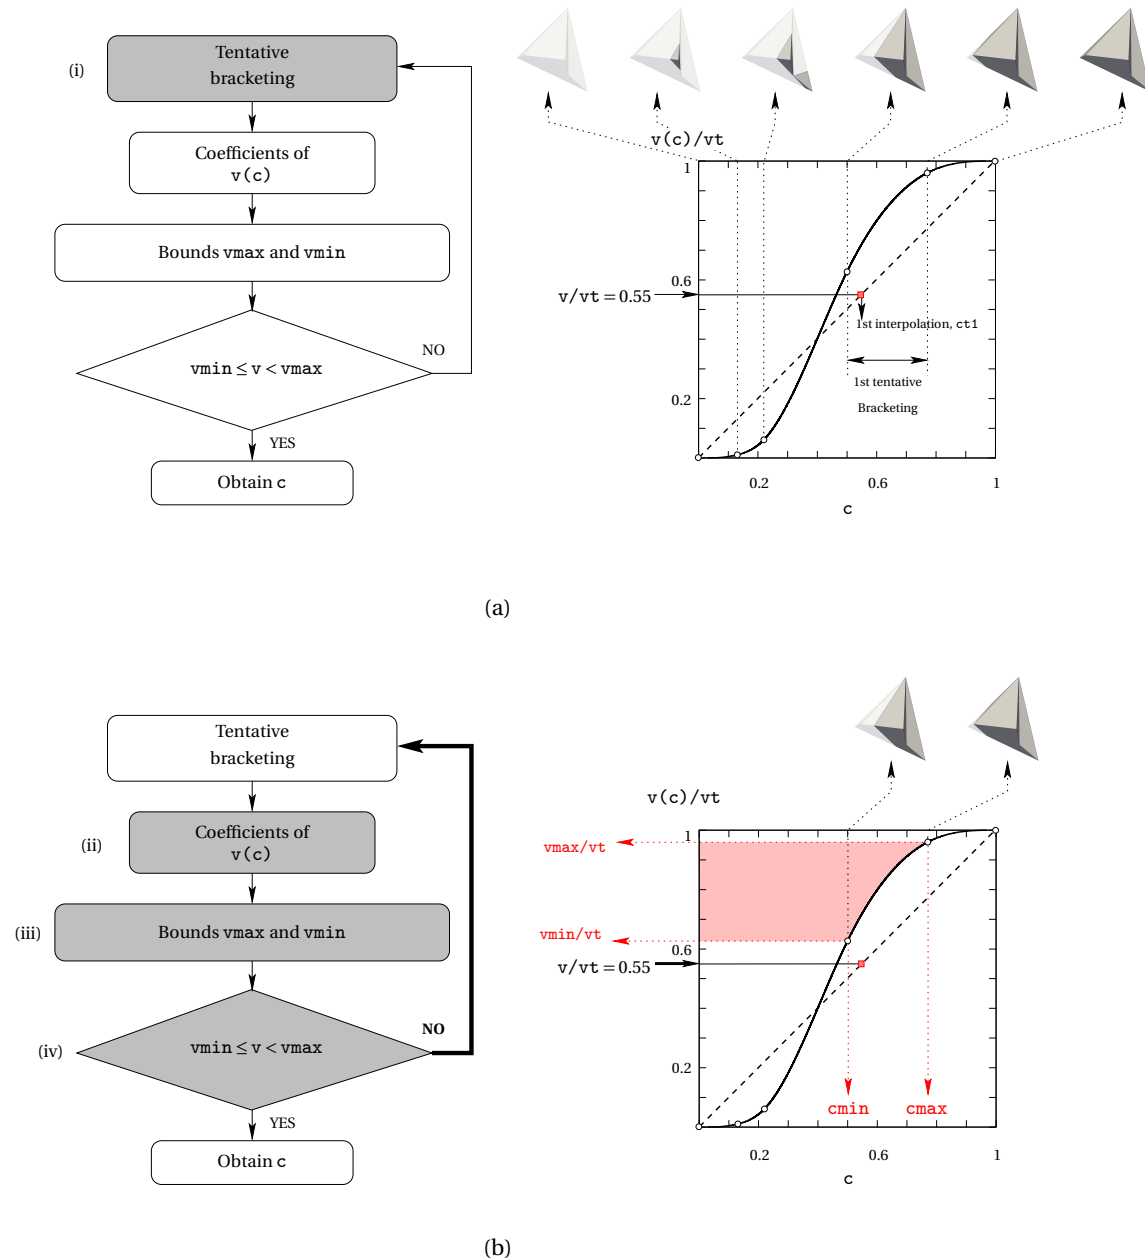 (i)
Tentative
bracketing
Coefficients of
v(c)
Bounds vmax and vmin
vmin ≤ v < vmax
NO
YES
Obtain c
v(c)/vt
1
0.6
v/vt = 0.55
1st interpolation, ct1
1st tentative
Bracketing
0.2
0.2
0.6
1
c
(a)
Tentative
bracketing
(ii)
Coefficients of
v(c)
(iii)
Bounds vmax and vmin
(iv)
vmin ≤ v < vmax
NO
YES
Obtain c
v(c)/vt
1
vmax/vt
vmin/vt
0.6
v/vt = 0.55
0.2
cmin
cmax
0.2
0.6
1
c
(b)